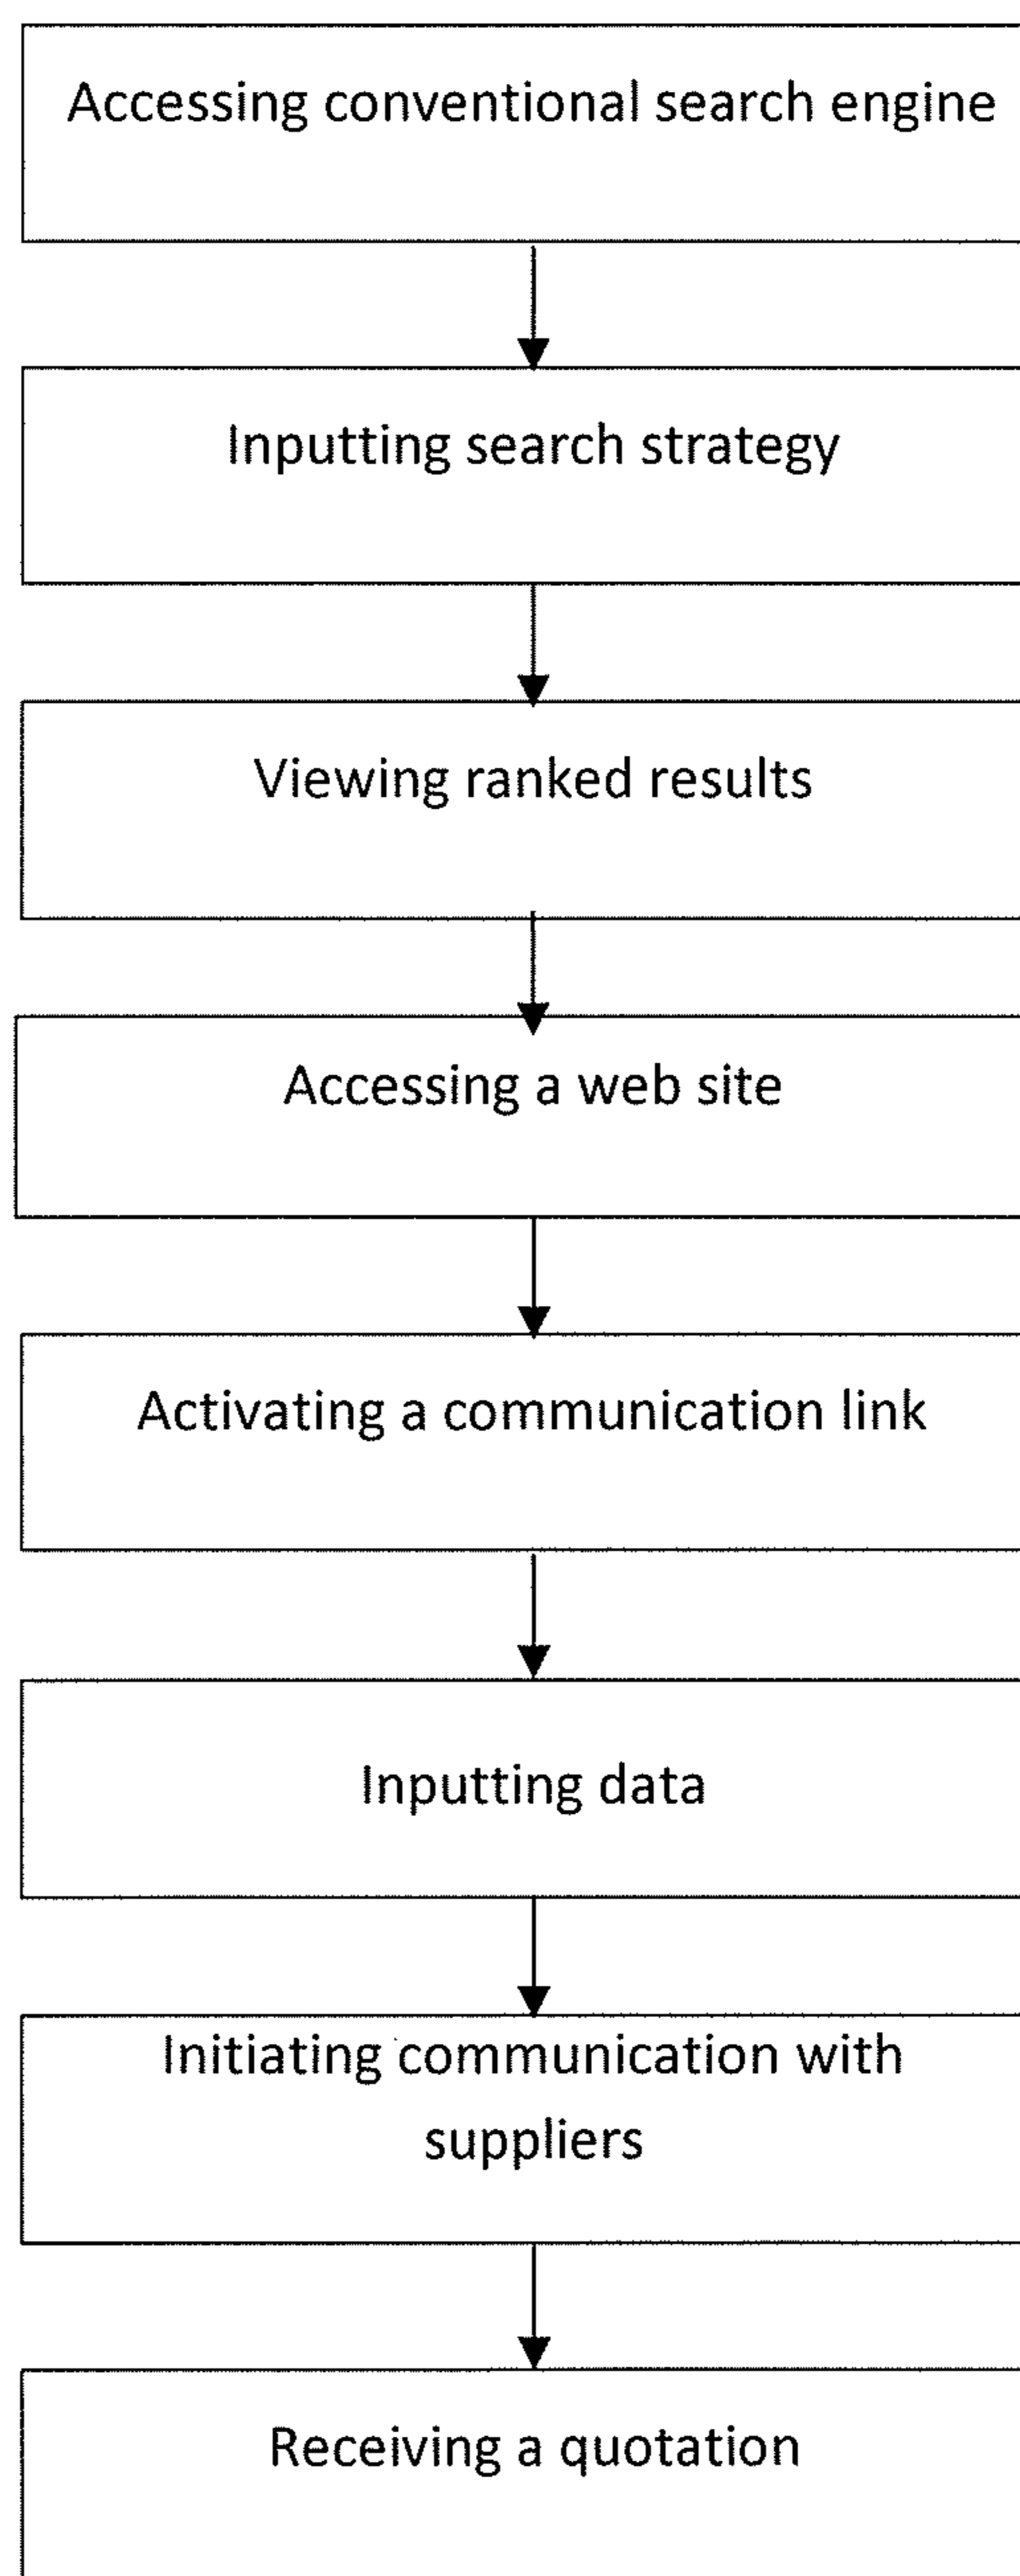 Accessing conventional search engine
Inputting search strategy
Viewing ranked results
Accessing a web site
Activating a communication link
Inputting data
Initiating communication with
suppliers
Receiving a quotation